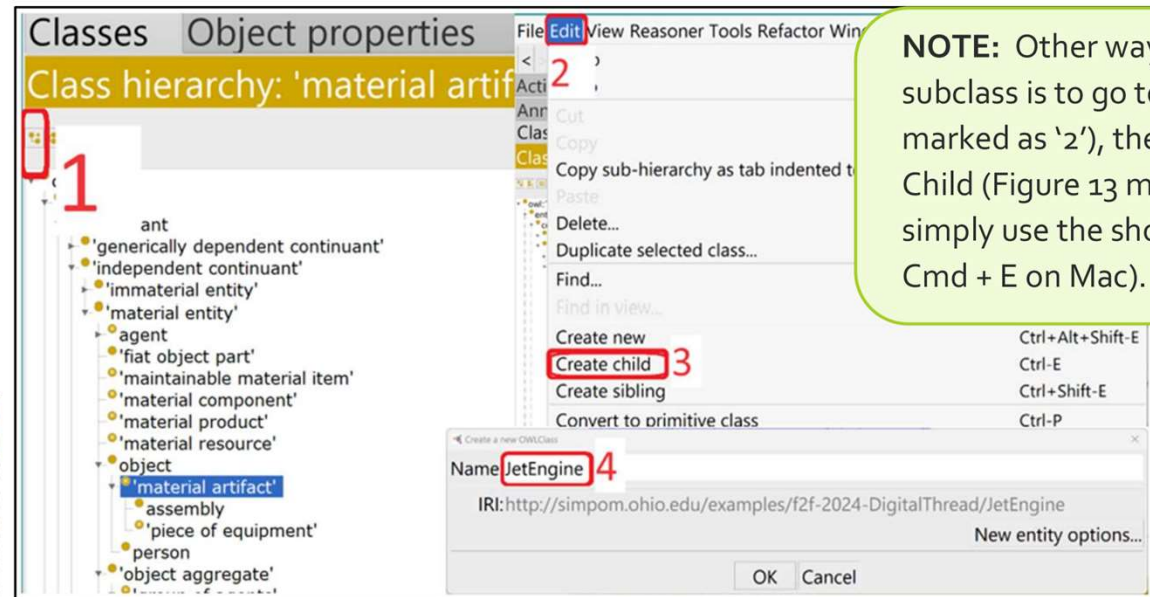 Classes Object properties
Class hierarchy: 'material artif
1
ant
'generically dependent continuant'
'independent continuant'
'immaterial entity'
'material entity'
agent
'fiat object part'
'maintainable material item'
'material component'
'material product'
'material resource'
object
'material artifact'
assembly
'piece of equipment'
person
'object aggregate'
File Edit View Reasoner Tools Refactor Win
<
2
Acti
Ann
Clas
Clas
Cut
Copy
Copy sub-hierarchy as tab indented t
Paste
Delete...
Duplicate selected class...
Find...
Find in view...
Create new Ctrl+Alt+Shift-E
Create child 3 Ctrl-E
Create sibling Ctrl+Shift-E
Convert to primitive class Ctrl-P
Create a new OWLClass
Name JetEngine 4
IRI: http://simpom.ohio.edu/examples/f2f-2024-DigitalThread/JetEngine
New entity options...
OK Cancel
NOTE: Other way
subclass is to go to
marked as '2'), the
Child (Figure 13 m
simply use the sho
Cmd + E on Mac).